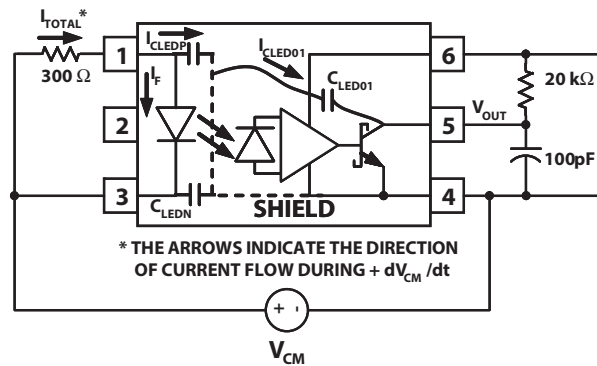 I_TOTAL*
I_CLEDP
I_CLED01
1
6
300 Ω
I_F
C_LED01
20 kΩ
2
5
V_OUT
100pF
3
4
C_LEDN
SHIELD
* THE ARROWS INDICATE THE DIRECTION
OF CURRENT FLOW DURING + dV_CM /dt
+ -
V_CM